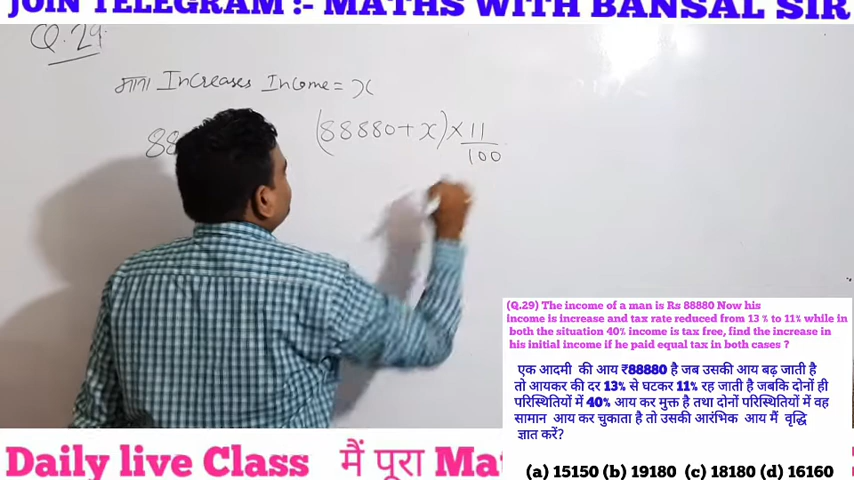 JOIN TELEGRAM :- MATHS WITH BANSAL SIR
Q.29.
माना Increases Income = x
88
(88880+x)×11/100
(Q.29) The income of a man is Rs 88880 Now his
income is increase and tax rate reduced from 13 % to 11% while in
both the situation 40% income is tax free, find the increase in
his initial income if he paid equal tax in both cases ?
एक आदमी की आय ₹88880 है जब उसकी आय बढ़ जाती है
तो आयकर की दर 13% से घटकर 11% रह जाती है जबकि दोनों ही
परिस्थितियों में 40% आय कर मुक्त है तथा दोनों परिस्थितियों में वह
सामान आय कर चुकाता है तो उसकी आरंभिक आय मैं वृद्धि
ज्ञात करें?
(a) 15150 (b) 19180 (c) 18180 (d) 16160
Daily live Class मैं पूरा Ma